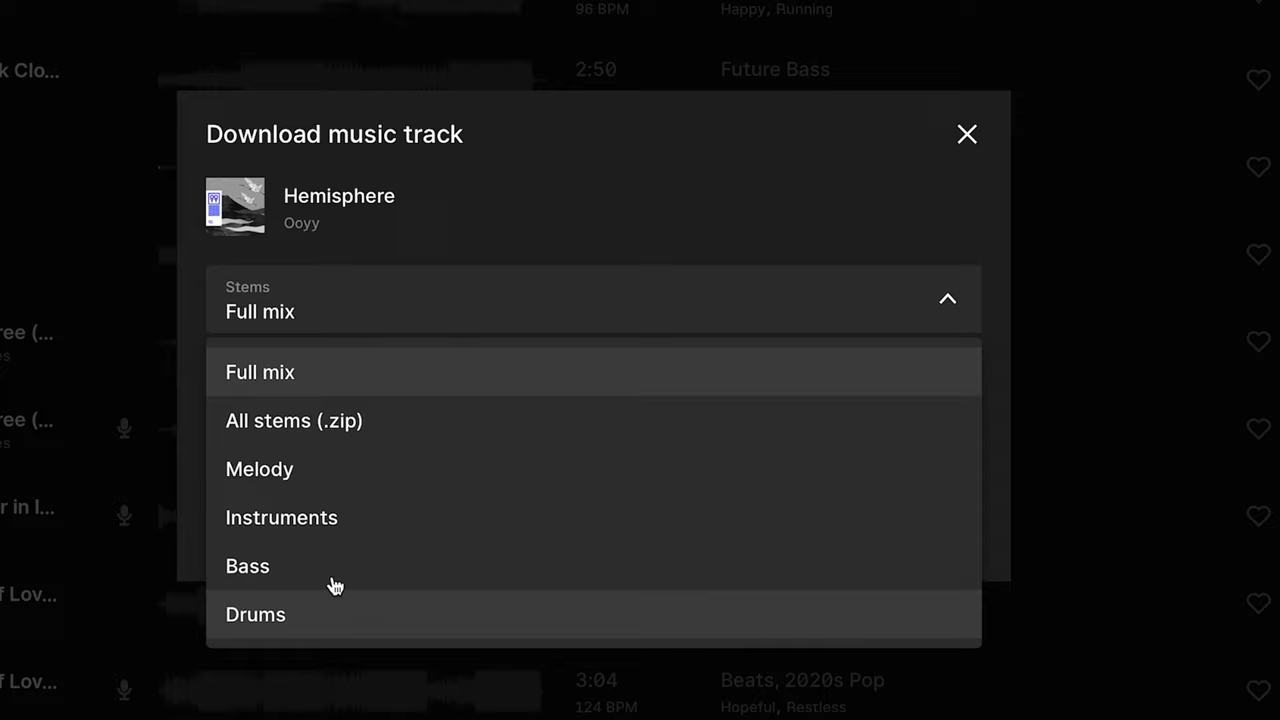 96 BPM
Happy, Running
k Clo...
2:50
Future Bass
Download music track
Hemisphere
Ooyy
Stems
Full mix
ree (...
es
Full mix
All stems (.zip)
ree (...
es
Melody
r in l...
Instruments
Bass
f Lov...
Drums
f Lov...
3:04
Beats, 2020s Pop
124 BPM
Hopeful, Restless